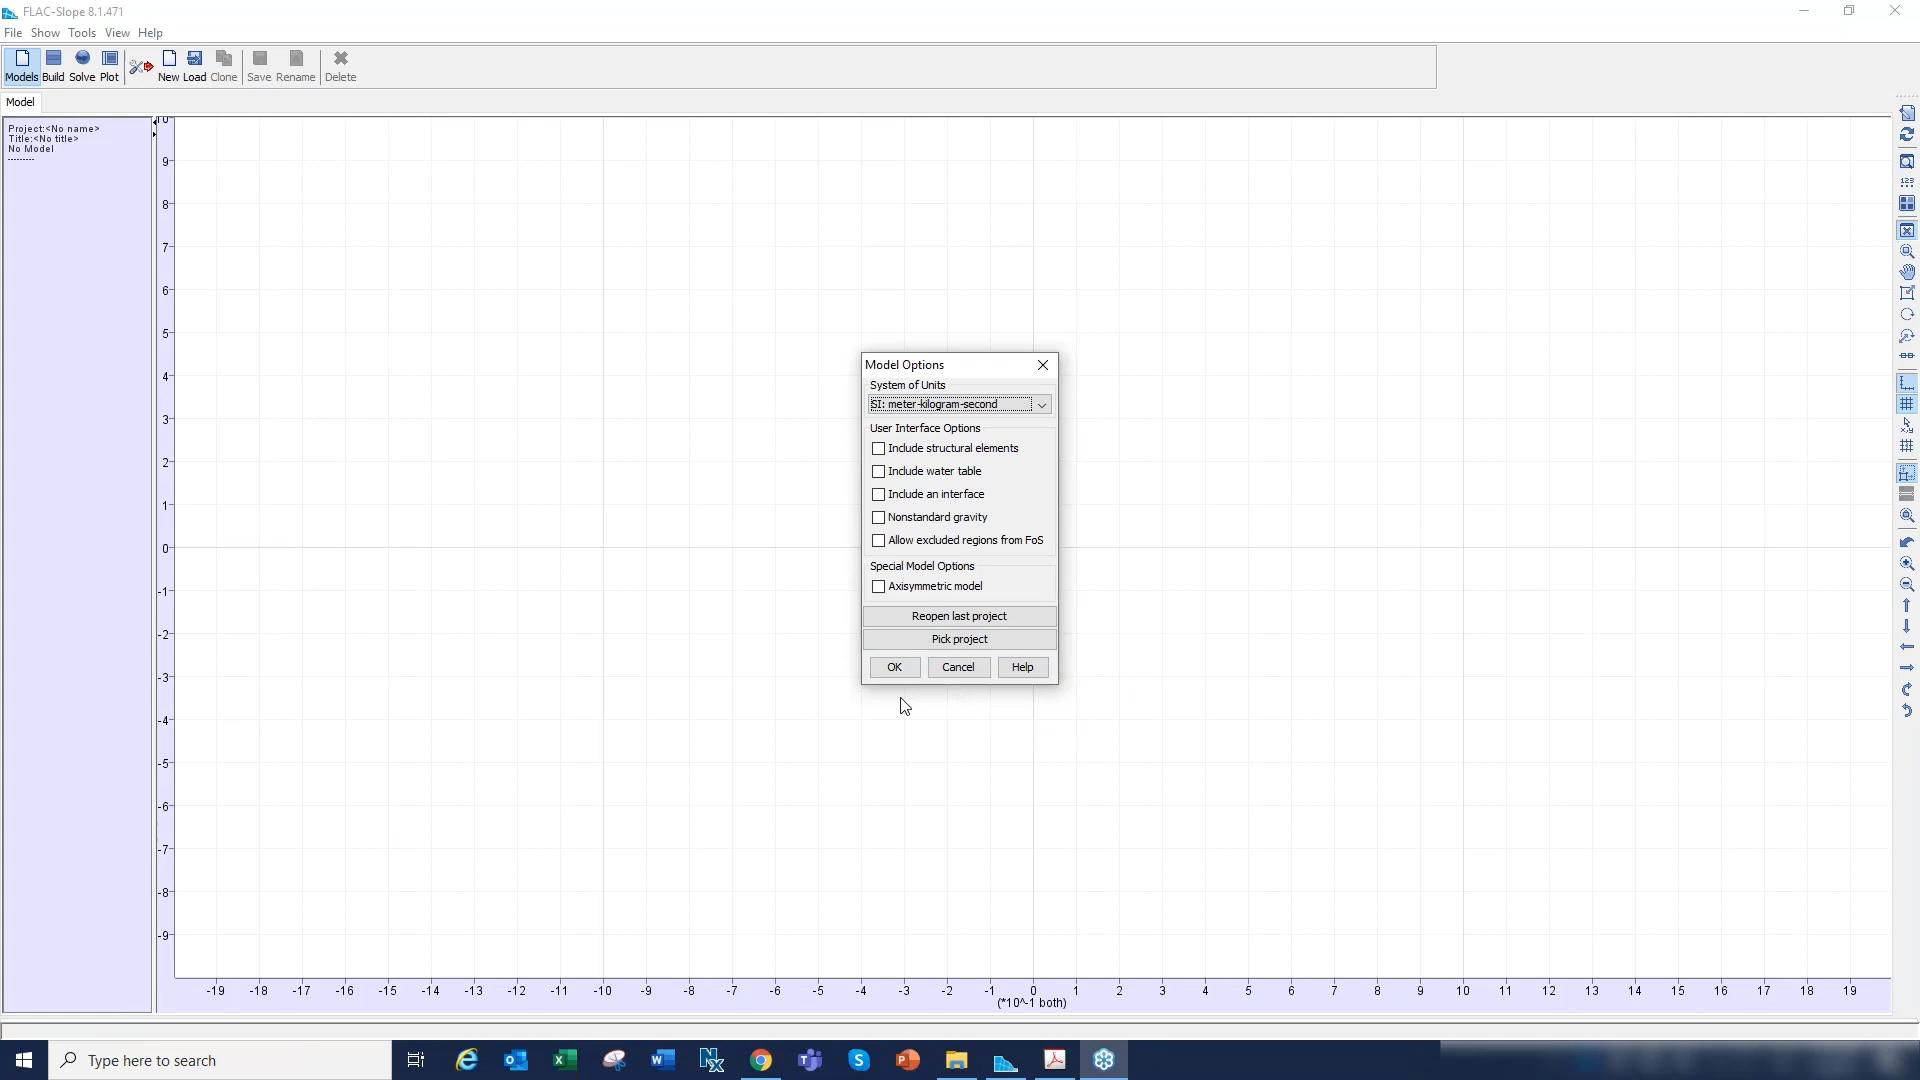 FLAC-Slope 8.1.471
File Show Tools View Help
Models Build Solve Plot New Load Clone Save Rename Delete
Model
Project:<No name>
Title:<No title>
No Model
---------
10
9
8
7
6
5
4
3
2
1
0
-1
-2
-3
-4
-5
-6
-7
-8
-9
-19 -18 -17 -16 -15 -14 -13 -12 -11 -10 -9 -8 -7 -6 -5 -4 -3 -2 -1 0 1 2 3 4 5 6 7 8 9 10 11 12 13 14 15 16 17 18 19
(*10^-1 both)
Model Options
System of Units
SI: meter-kilogram-second
User Interface Options
Include structural elements
Include water table
Include an interface
Nonstandard gravity
Allow excluded regions from FoS
Special Model Options
Axisymmetric model
Reopen last project
Pick project
OK Cancel Help
123
Type here to search